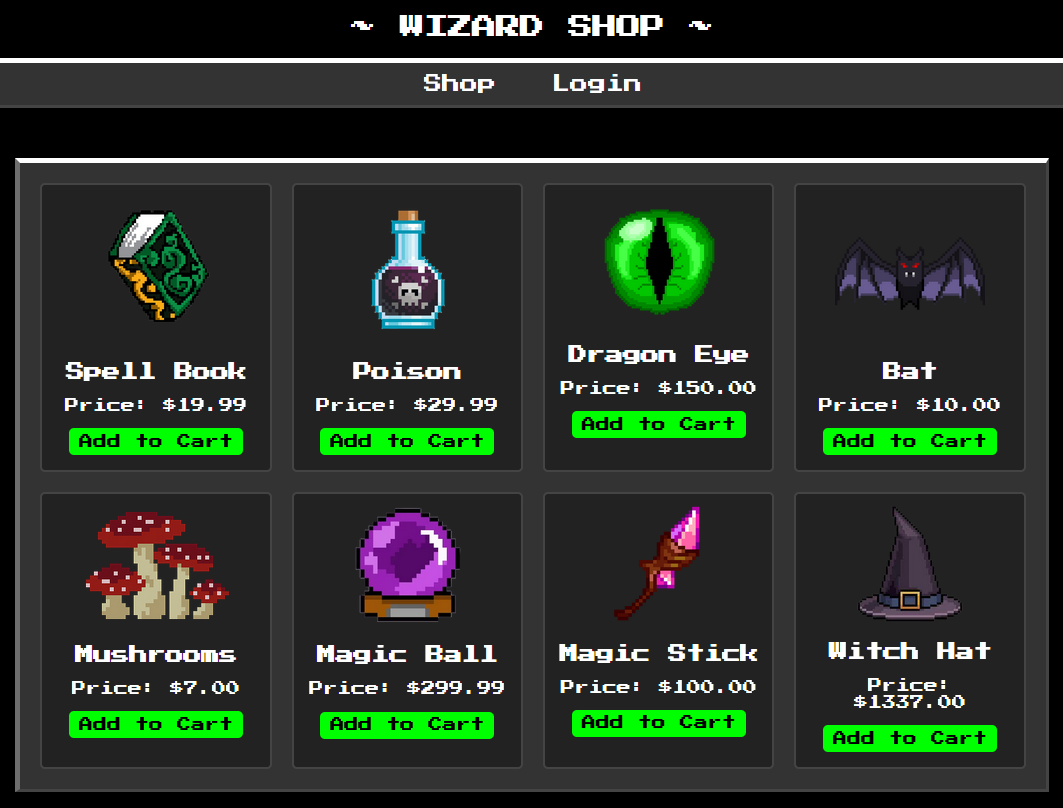 ~ WIZARD SHOP ~
Shop Login
Spell Book
Price: $19.99
Add to Cart
Poison
Price: $29.99
Add to Cart
Dragon Eye
Price: $150.00
Add to Cart
Bat
Price: $10.00
Add to Cart
Mushrooms
Price: $7.00
Add to Cart
Magic Ball
Price: $299.99
Add to Cart
Magic Stick
Price: $100.00
Add to Cart
Witch Hat
Price:
$1337.00
Add to Cart